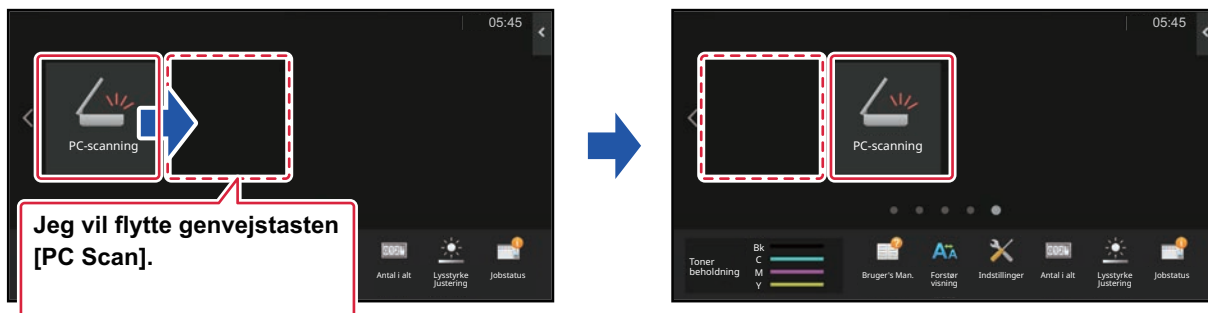 05:45
PC-scanning
Jeg vil flytte genvejstasten
[PC Scan].
Antal i alt
Lysstyrke
Justering
Jobstatus
05:45
PC-scanning
Toner
beholdning
Bk
C
M
Y
Bruger's Man.
Forstør
visning
Indstillinger
Antal i alt
Lysstyrke
Justering
Jobstatus